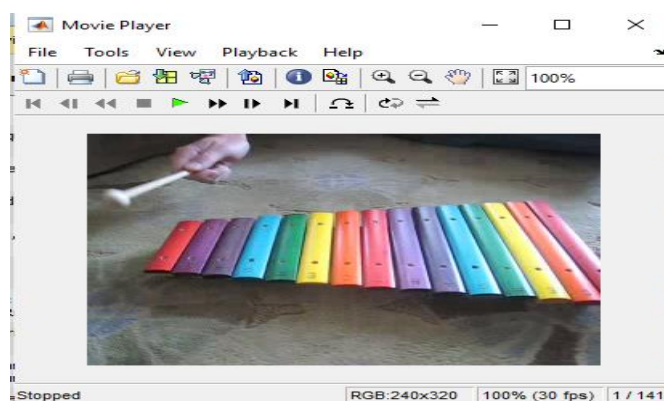 Movie Player
File Tools View Playback Help
100%
Stopped RGB:240x320 100% (30 fps) 1 / 141